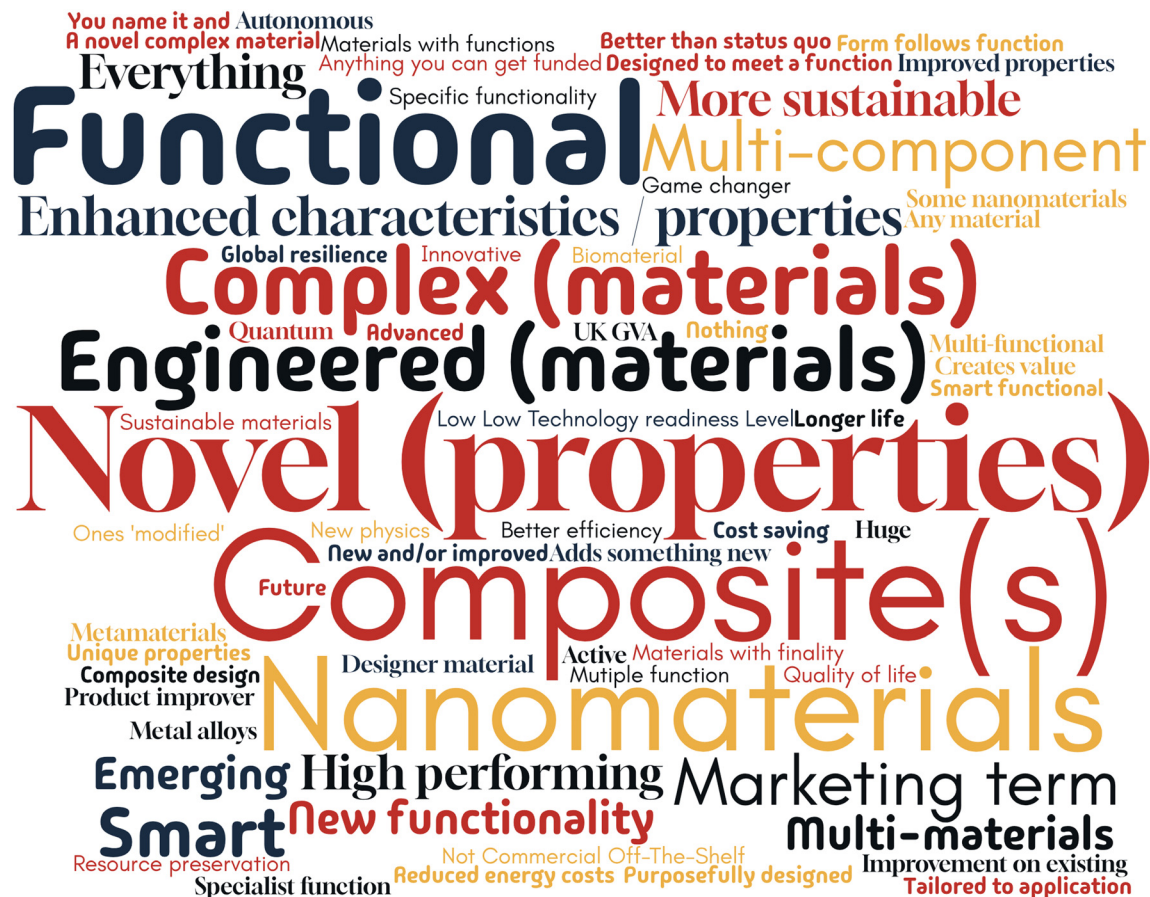 You name it and Autonomous
A novel complex material Materials with functions Better than status quo Form follows function
Everything Anything you can get funded Designed to meet a function Improved properties
Functional Specific functionality More sustainable
Multi-component
Game changer
Enhanced characteristics / properties Some nanomaterials
Any material
Global resilience Innovative Biomaterial
Complex (materials)
Quantum Advanced UK GVA Nothing
Engineered (materials) Multi-functional
Creates value
Smart functional
Sustainable materials Low Low Technology readiness Level Longer life
Novel (properties)
Ones 'modified' New physics Better efficiency Cost saving Huge
New and/or improved Adds something new
Future Composite(s)
Metamaterials
Unique properties Designer material Active Materials with finality
Composite design Mutiple function Quality of life
Product improver Nanomaterials
Metal alloys
Emerging High performing Marketing term
Smart New functionality Multi-materials
Resource preservation Not Commercial Off-The-Shelf Improvement on existing
Specialist function Reduced energy costs Purposefully designed Tailored to application